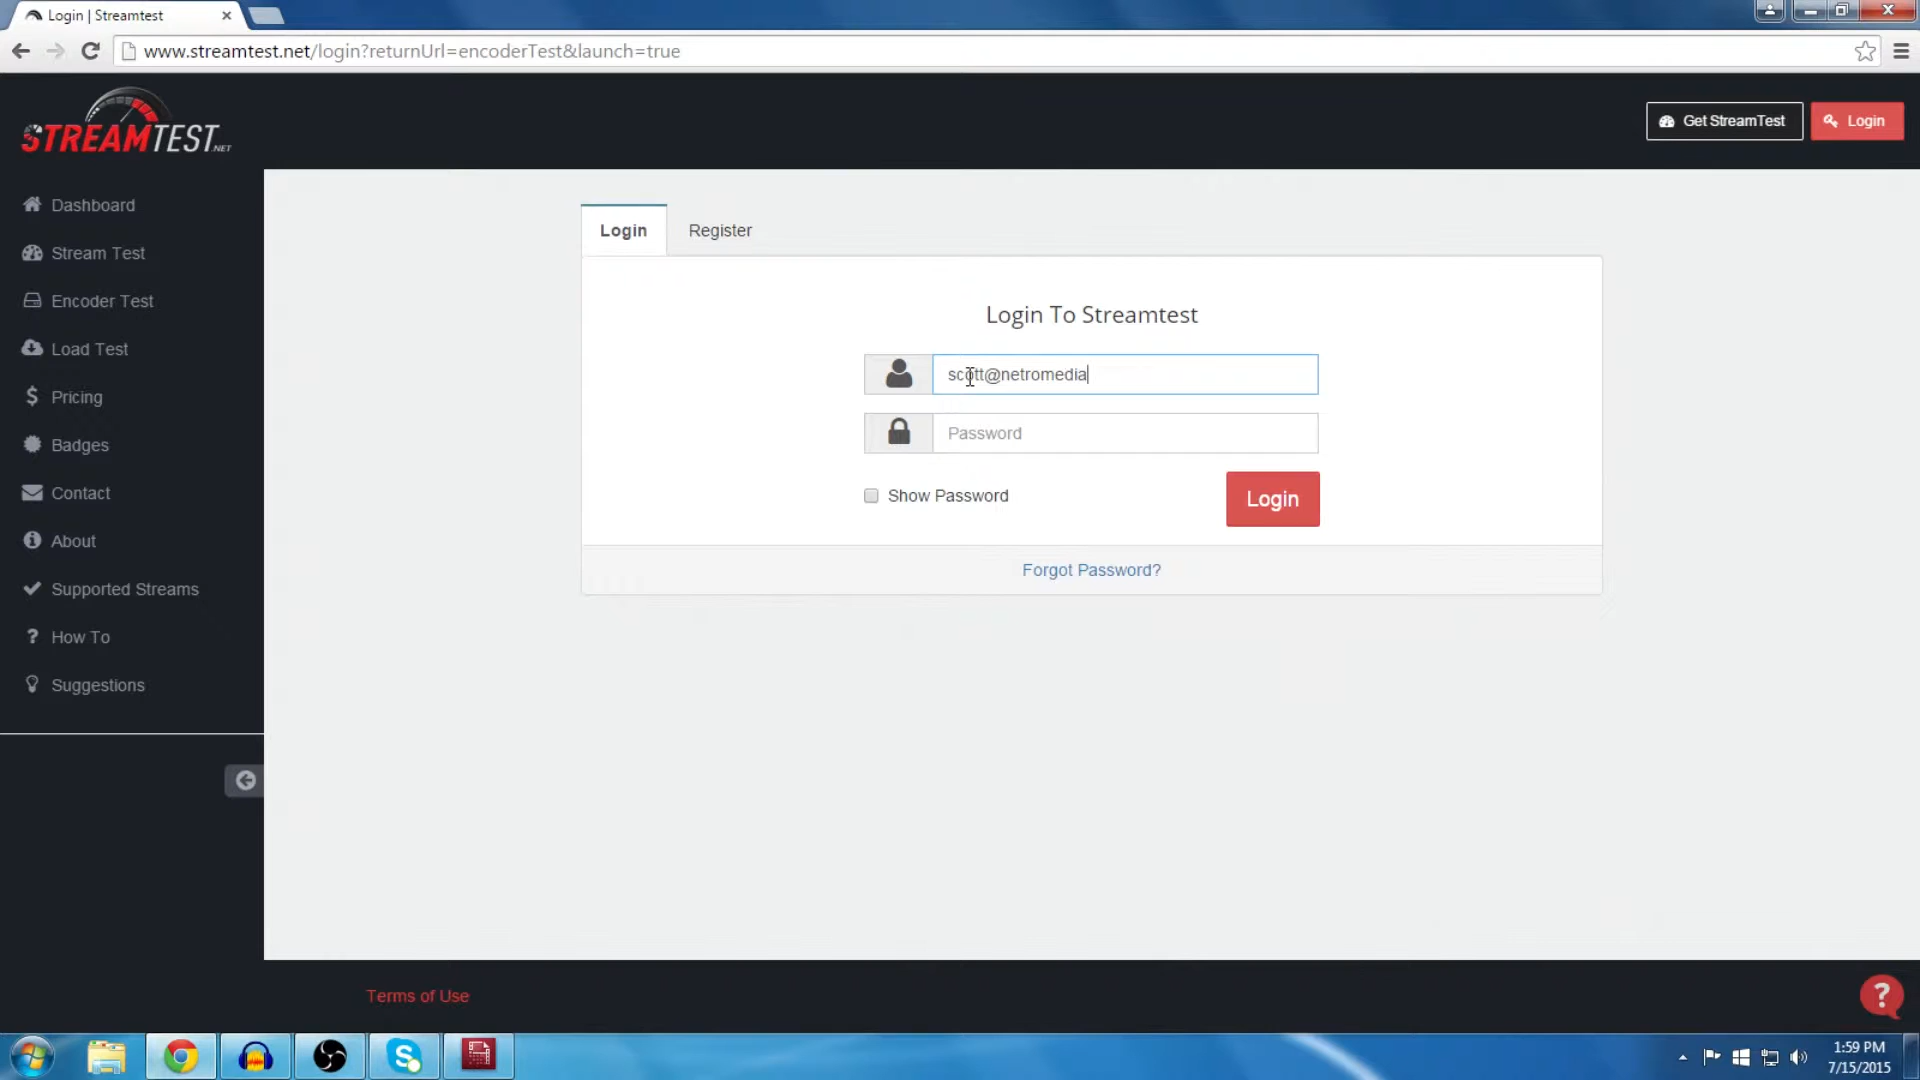 Login | Streamtest
www.streamtest.net/login?returnUrl=encoderTest&launch=true
STREAMTEST.NET
Get StreamTest
Login
Dashboard
Stream Test
Encoder Test
Load Test
Pricing
Badges
Contact
About
Supported Streams
How To
Suggestions
Login
Register
Login To Streamtest
scott@netromedia
Password
Show Password
Login
Forgot Password?
Terms of Use
1:59 PM
7/15/2015